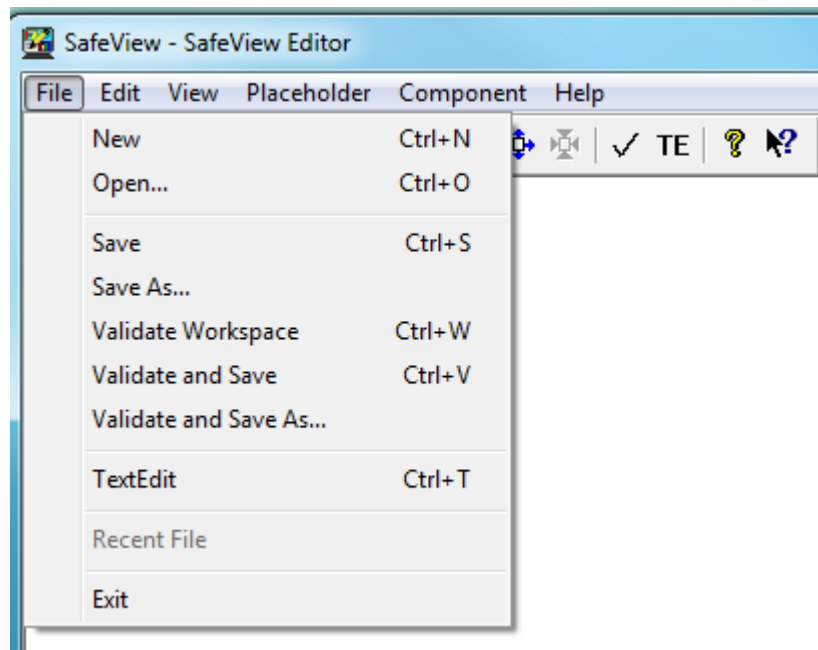 SafeView - SafeView Editor
File Edit View Placeholder Component Help
New Ctrl+N
Open... Ctrl+O
TE ? ?
Save Ctrl+S
Save As...
Validate Workspace Ctrl+W
Validate and Save Ctrl+V
Validate and Save As...
TextEdit Ctrl+T
Recent File
Exit